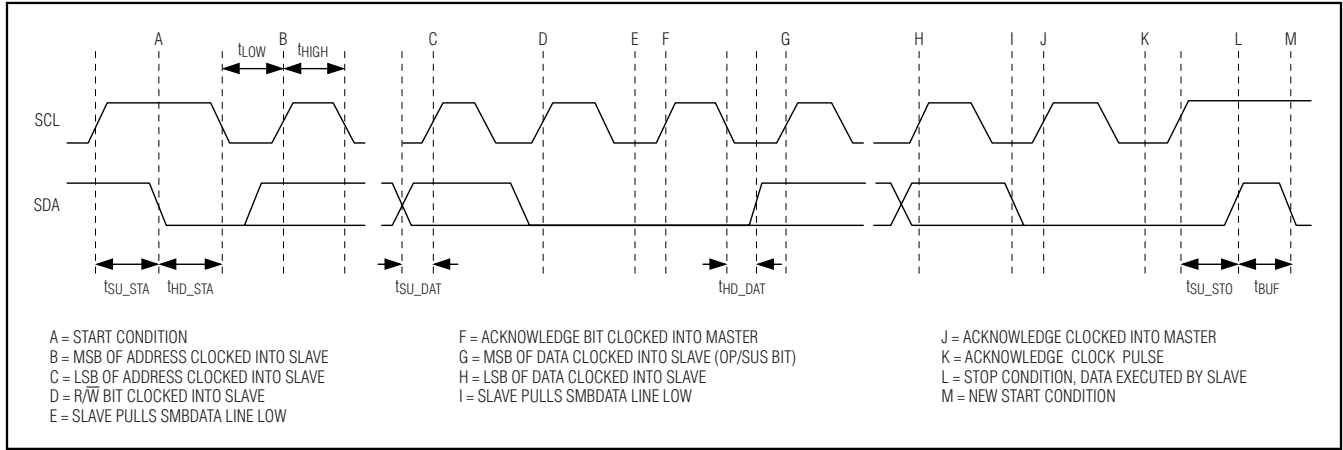 A B C D E F G H I J K L M
tLOW tHIGH
SCL
SDA
tSU_STA tHD_STA tSU_DAT tHD_DAT tSU_STO tBUF
A = START CONDITION
B = MSB OF ADDRESS CLOCKED INTO SLAVE
C = LSB OF ADDRESS CLOCKED INTO SLAVE
D = R/W̅ BIT CLOCKED INTO SLAVE
E = SLAVE PULLS SMBDATA LINE LOW
F = ACKNOWLEDGE BIT CLOCKED INTO MASTER
G = MSB OF DATA CLOCKED INTO SLAVE (OP/SUS BIT)
H = LSB OF DATA CLOCKED INTO SLAVE
I = SLAVE PULLS SMBDATA LINE LOW
J = ACKNOWLEDGE CLOCKED INTO MASTER
K = ACKNOWLEDGE CLOCK PULSE
L = STOP CONDITION, DATA EXECUTED BY SLAVE
M = NEW START CONDITION